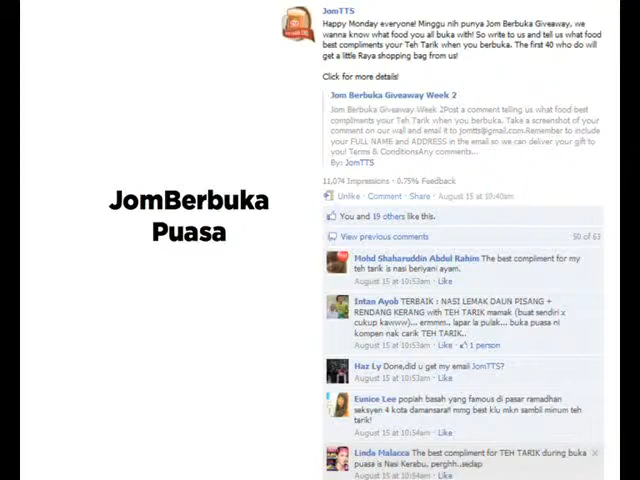 JomTTS
Happy Monday everyone! Minggu nih punya Jom Berbuka Giveaway, we
wanna know what food you all buka with! So write to us and tell us what food
best compliments your Teh Tarik when you berbuka. The first 40 who do will
get a little Raya shopping bag from us!
Click for more details!
Jom Berbuka Giveaway Week 2
Jom Berbuka Giveaway Week 2Post a comment telling us what food best
compliments your Teh Tarik when you berbuka. Take a screenshot of your
comment on our wall and email it to jomtts@gmail.com.Remember to include
your FULL NAME and ADDRESS in the email so we can deliver your gift to
you! Terms & ConditionsAny comments...
By: JomTTS
11,074 Impressions · 0.75% Feedback
Unlike · Comment · Share · August 15 at 10:40am
You and 19 others like this.
View previous comments
50 of 63
JomBerbuka
Puasa
Mohd Shaharuddin Abdul Rahim The best compliment for my
teh tarik is nasi beriyani ayam.
August 15 at 10:53am · Like
Intan Ayob TERBAIK : NASI LEMAK DAUN PISANG +
RENDANG KERANG with TEH TARIK mamak (buat sendiri x
cukup kawww)... ermmm.. lapar la pulak... buka puasa ni
kompen nak carik TEH TARIK..
August 15 at 10:53am · Like · 1 person
Haz Ly Done,did u get my email JomTTS?
August 15 at 10:53am · Like
Eunice Lee popiah basah yang famous di pasar ramadhan
seksyen 4 kota damansara!! mmg best klu mkn sambil minum teh
tarik!
August 15 at 10:54am · Like
Linda Malacca The best compliment for TEH TARIK during buka
puasa is Nasi Kerabu, perghh..sedap
August 15 at 10:54am · Like